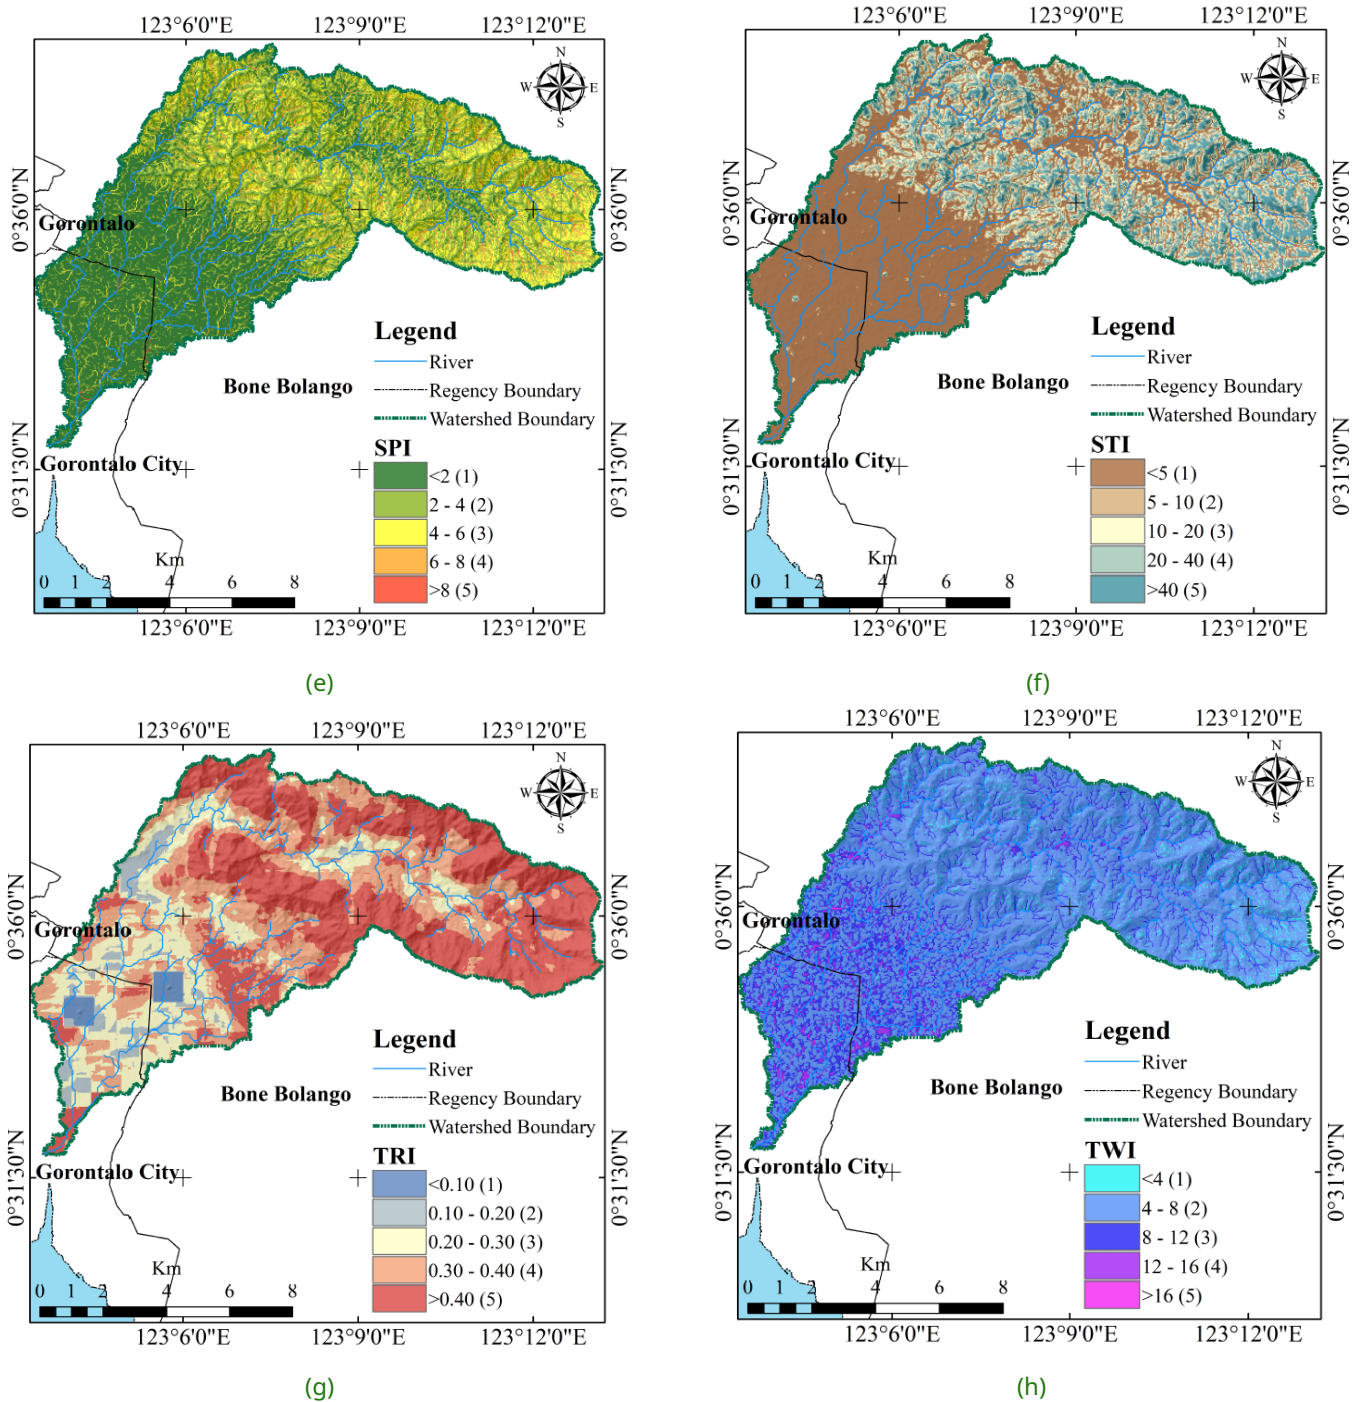 123°6'0"E 123°9'0"E 123°12'0"E
N
W E
S
0°36'0"N 0°36'0"N
Gorontalo
Legend
River
Bone Bolango
Regency Boundary
Watershed Boundary
SPI
Gorontalo City
<2 (1)
2 - 4 (2)
4 - 6 (3)
6 - 8 (4)
>8 (5)
0°31'30"N 0°31'30"N
Km
0 1 2 4 6 8
123°6'0"E 123°9'0"E 123°12'0"E
(e)
123°6'0"E 123°9'0"E 123°12'0"E
N
W E
S
0°36'0"N 0°36'0"N
Gorontalo
Legend
River
Bone Bolango
Regency Boundary
Watershed Boundary
STI
Gorontalo City
<5 (1)
5 - 10 (2)
10 - 20 (3)
20 - 40 (4)
>40 (5)
0°31'30"N 0°31'30"N
Km
0 1 2 4 6 8
123°6'0"E 123°9'0"E 123°12'0"E
(f)
123°6'0"E 123°9'0"E 123°12'0"E
N
W E
S
0°36'0"N 0°36'0"N
Gorontalo
Legend
River
Bone Bolango
Regency Boundary
Watershed Boundary
TRI
Gorontalo City
<0.10 (1)
0.10 - 0.20 (2)
0.20 - 0.30 (3)
0.30 - 0.40 (4)
>0.40 (5)
0°31'30"N 0°31'30"N
Km
0 1 2 4 6 8
123°6'0"E 123°9'0"E 123°12'0"E
(g)
123°6'0"E 123°9'0"E 123°12'0"E
N
W E
S
0°36'0"N 0°36'0"N
Gorontalo
Legend
River
Bone Bolango
Regency Boundary
Watershed Boundary
TWI
Gorontalo City
<4 (1)
4 - 8 (2)
8 - 12 (3)
12 - 16 (4)
>16 (5)
0°31'30"N 0°31'30"N
Km
0 1 2 4 6 8
123°6'0"E 123°9'0"E 123°12'0"E
(h)